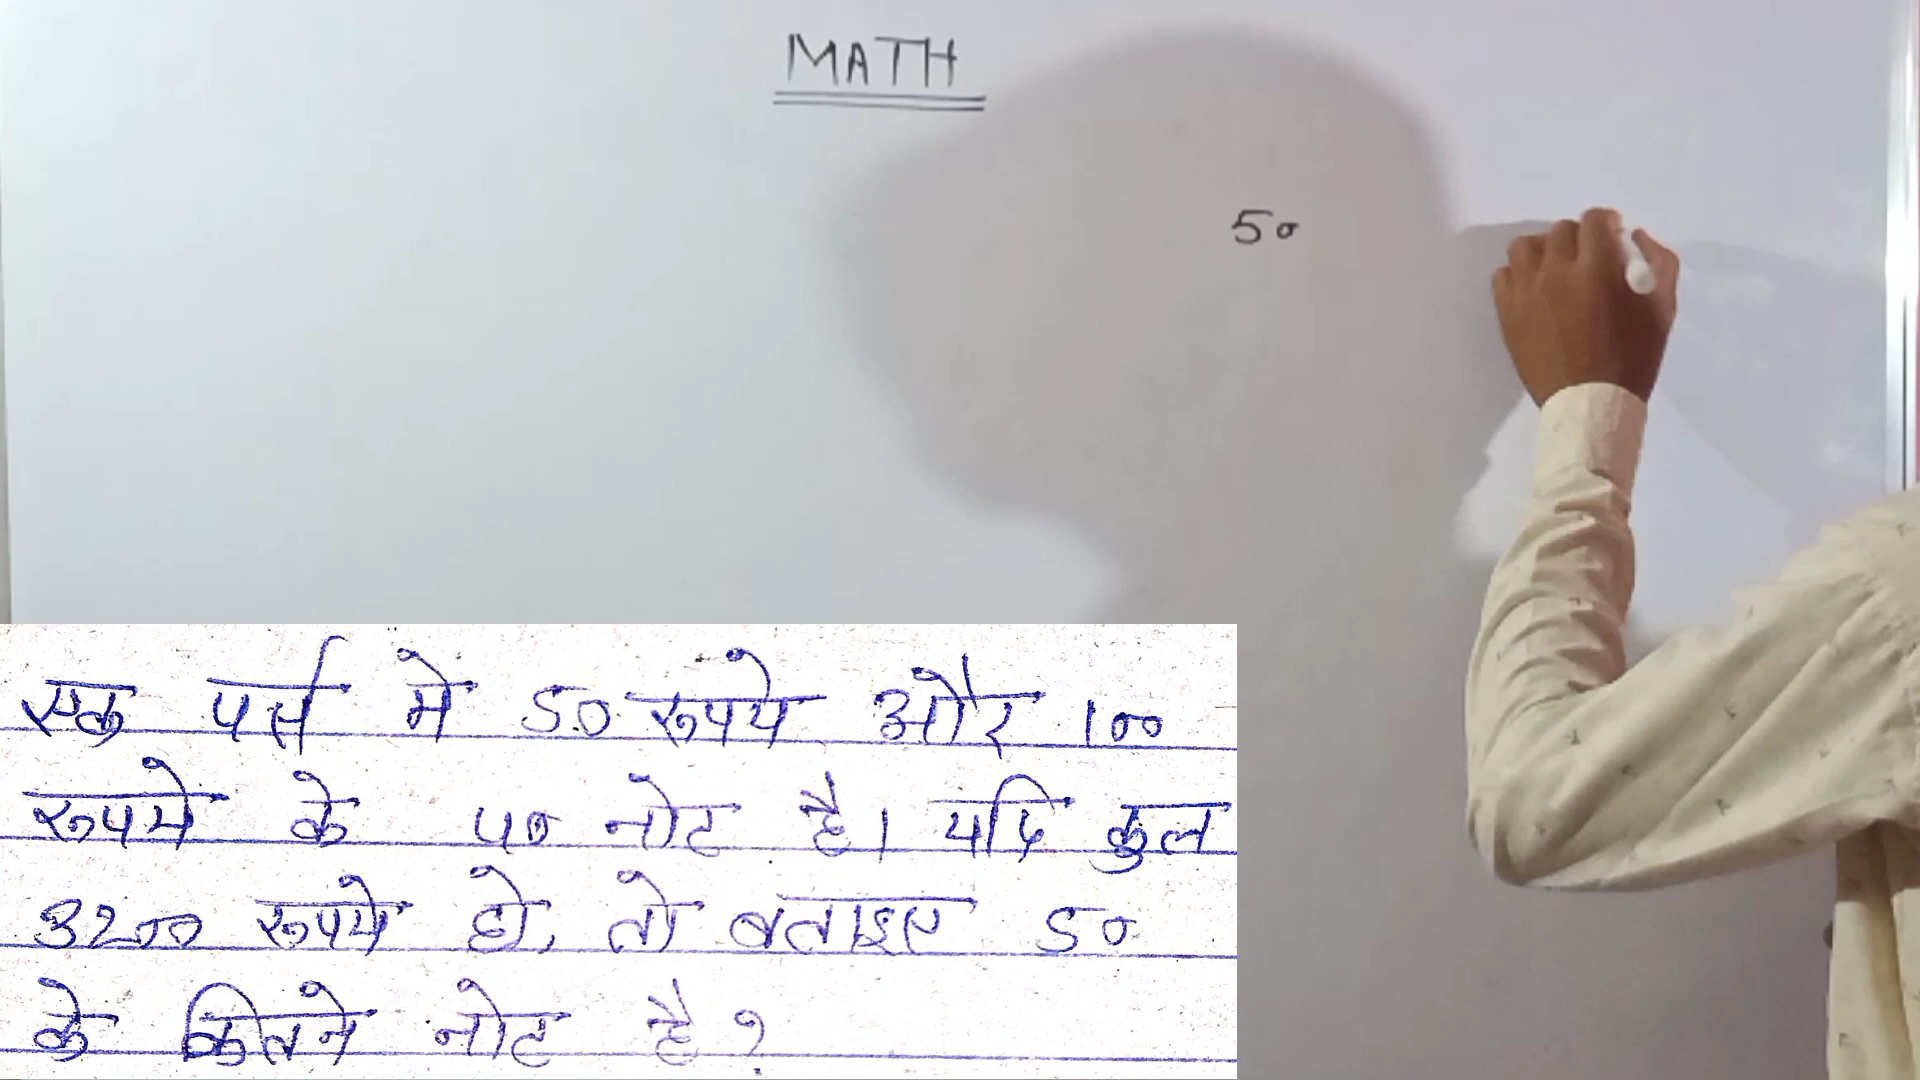 MATH
50
एक पर्स मे 50 रूपये और 100
रूपये के 40 नोट है। यदि कुल
3200 रूपये हो, तो बताइए 50
के कितने नोट है?